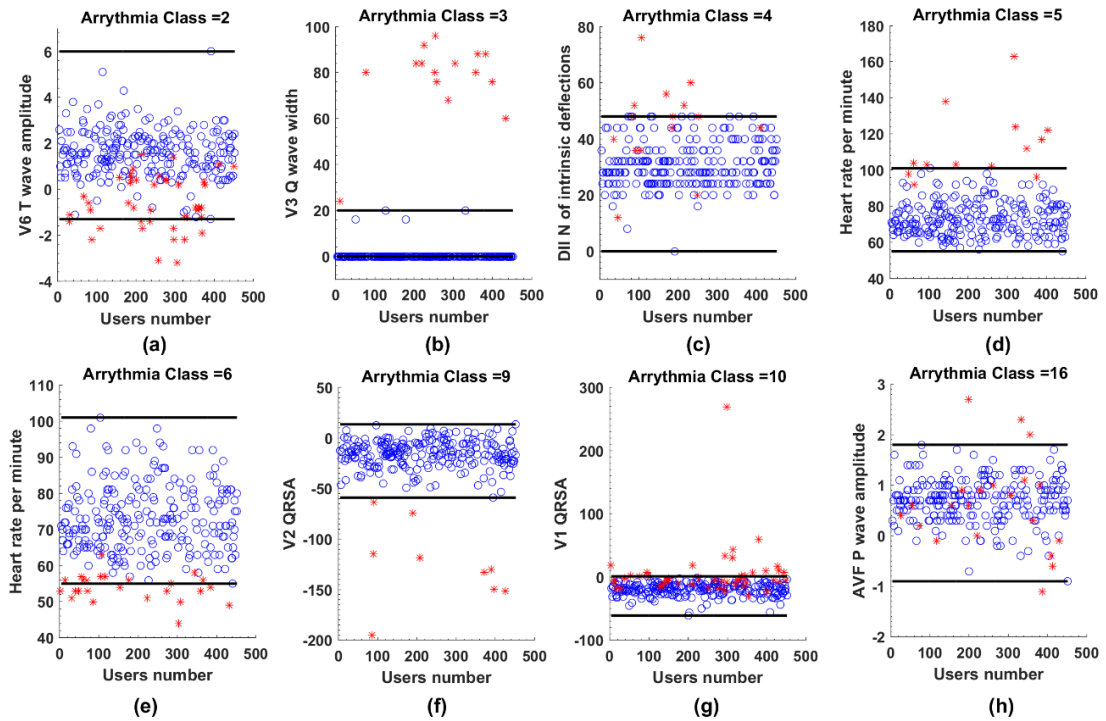 Arrythmia Class =2
V6 T wave amplitude
6
4
2
0
-2
-4
0 100 200 300 400 500
Users number
(a)
Arrythmia Class =3
V3 Q wave width
100
80
60
40
20
0
0 100 200 300 400 500
Users number
(b)
Arrythmia Class =4
DII N of intrinsic deflections
80
60
40
20
0
0 100 200 300 400 500
Users number
(c)
Arrythmia Class =5
Heart rate per minute
180
160
140
120
100
80
60
40
0 100 200 300 400 500
Users number
(d)
Arrythmia Class =6
Heart rate per minute
110
100
90
80
70
60
50
40
0 100 200 300 400 500
Users number
(e)
Arrythmia Class =9
V2 QRSA
50
0
-50
-100
-150
-200
0 100 200 300 400 500
Users number
(f)
Arrythmia Class =10
V1 QRSA
300
200
100
0
-100
0 100 200 300 400 500
Users number
(g)
Arrythmia Class =16
AVF P wave amplitude
3
2
1
0
-1
-2
0 100 200 300 400 500
Users number
(h)